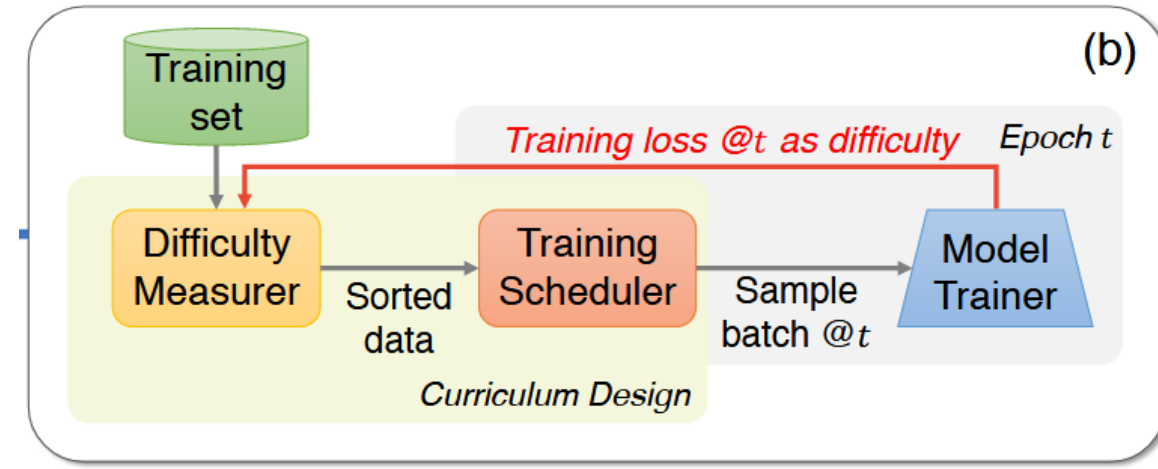 (b)
Training
set
Training loss @t as difficulty
Epoch t
Difficulty
Measurer
Sorted
data
Training
Scheduler
Sample
batch @t
Model
Trainer
Curriculum Design